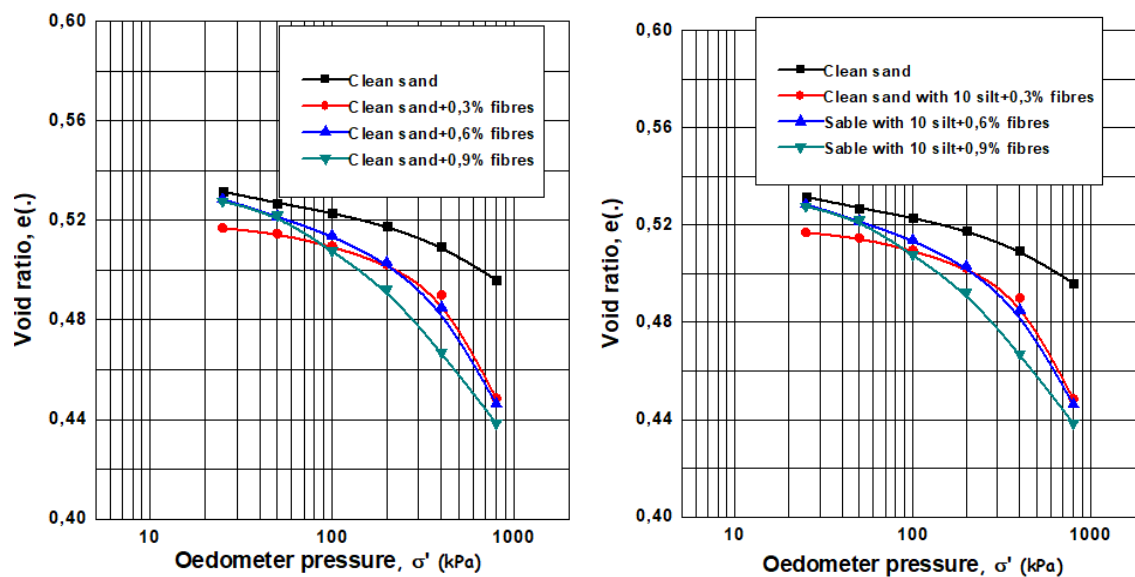 0,60
0,56
0,52
0,48
0,44
0,40
Void ratio, e(.)
Clean sand
Clean sand+0,3% fibres
Clean sand+0,6% fibres
Clean sand+0,9% fibres
10
100
1000
Oedometer pressure, σ' (kPa)
0,60
0,56
0,52
0,48
0,44
0,40
Void ratio, e(.)
Clean sand
Clean sand with 10 silt+0,3% fibres
Sable with 10 silt+0,6% fibres
Sable with 10 silt+0,9% fibres
10
100
1000
Oedometer pressure, σ' (kPa)